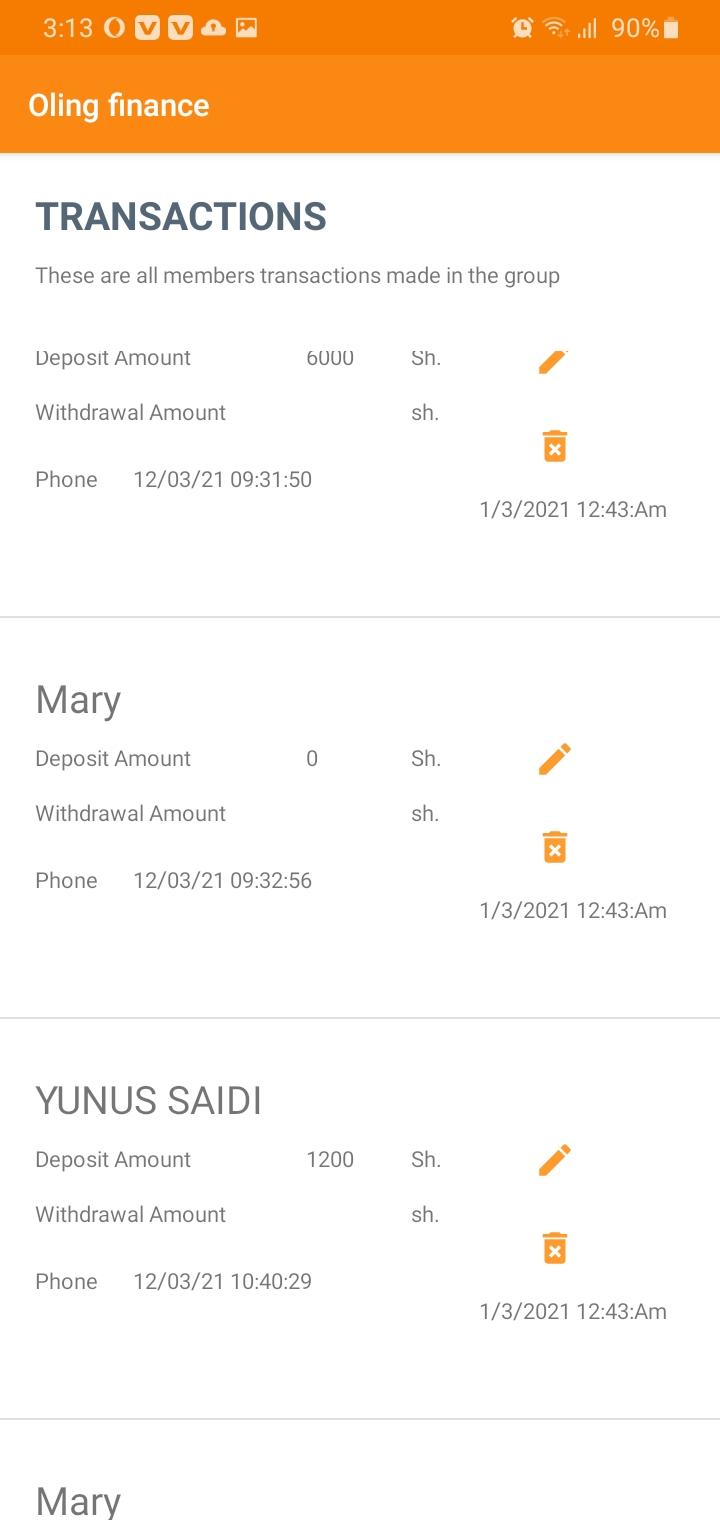 3:13 90%
Oling finance
TRANSACTIONS
These are all members transactions made in the group
Deposit Amount 6000 Sh.
Withdrawal Amount sh.
Phone 12/03/21 09:31:50
1/3/2021 12:43:Am
Mary
Deposit Amount 0 Sh.
Withdrawal Amount sh.
Phone 12/03/21 09:32:56
1/3/2021 12:43:Am
YUNUS SAIDI
Deposit Amount 1200 Sh.
Withdrawal Amount sh.
Phone 12/03/21 10:40:29
1/3/2021 12:43:Am
Mary